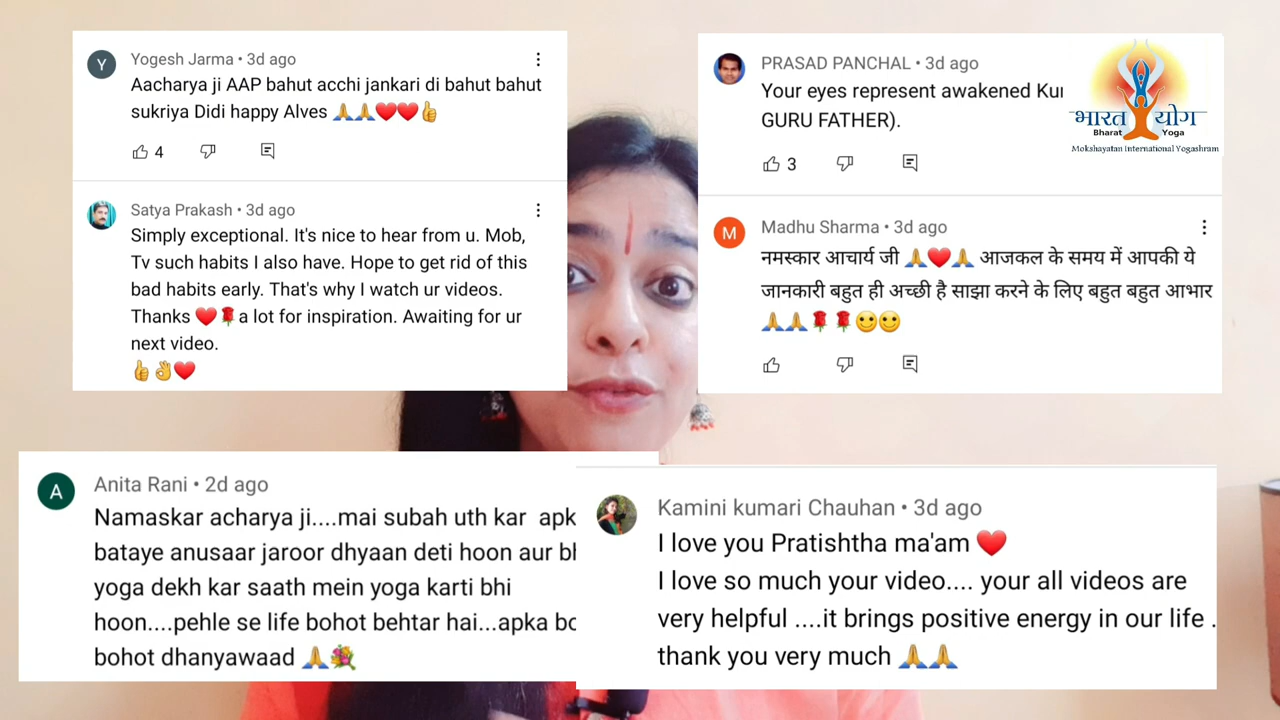 Y
Yogesh Jarma • 3d ago
Aacharya ji AAP bahut acchi jankari di bahut bahut
sukriya Didi happy Alves 🙏🙏❤️❤️👍
4
Satya Prakash • 3d ago
Simply exceptional. It's nice to hear from u. Mob,
Tv such habits I also have. Hope to get rid of this
bad habits early. That's why I watch ur videos.
Thanks ❤️🌹a lot for inspiration. Awaiting for ur
next video.
👍👌❤️
PRASAD PANCHAL • 3d ago
Your eyes represent awakened
GURU FATHER).
3
भारत योग
Bharat Yoga
Mokshayatan International Yogashram
M
Madhu Sharma • 3d ago
नमस्कार आचार्य जी 🙏❤️🙏 आजकल के समय में आपकी ये
जानकारी बहुत ही अच्छी है साझा करने के लिए बहुत बहुत आभार
🙏🙏🌹🌹🙂🙂
A
Anita Rani • 2d ago
Namaskar acharya ji....mai subah uth kar apk
bataye anusaar jaroor dhyaan deti hoon aur
yoga dekh kar saath mein yoga karti bhi
hoon....pehle se life bohot behtar hai...apka
bohot dhanyawaad 🙏💐
Kamini kumari Chauhan • 3d ago
I love you Pratishtha ma'am ❤️
I love so much your video.... your all videos are
very helpful ....it brings positive energy in our life .
thank you very much 🙏🙏